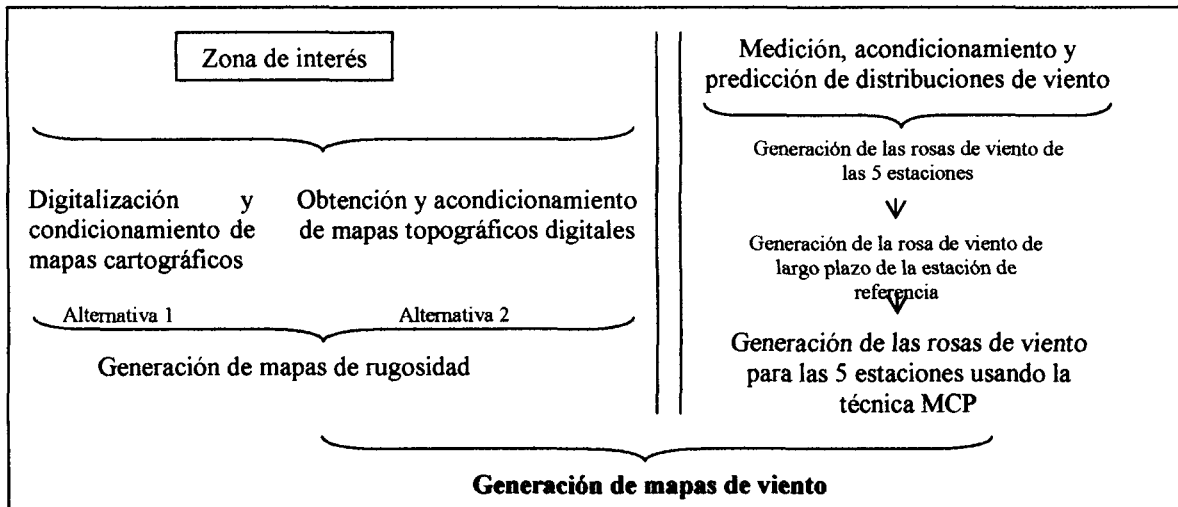 Zona de interés
Digitalización y
condicionamiento de
mapas cartográficos
Obtención y acondicionamiento
de mapas topográficos digitales
Alternativa 1
Alternativa 2
Generación de mapas de rugosidad
Medición, acondicionamiento y
predicción de distribuciones de viento
Generación de las rosas de viento de
las 5 estaciones
Generación de la rosa de viento de
largo plazo de la estación de
referencia
Generación de las rosas de viento
para las 5 estaciones usando la
técnica MCP
Generación de mapas de viento